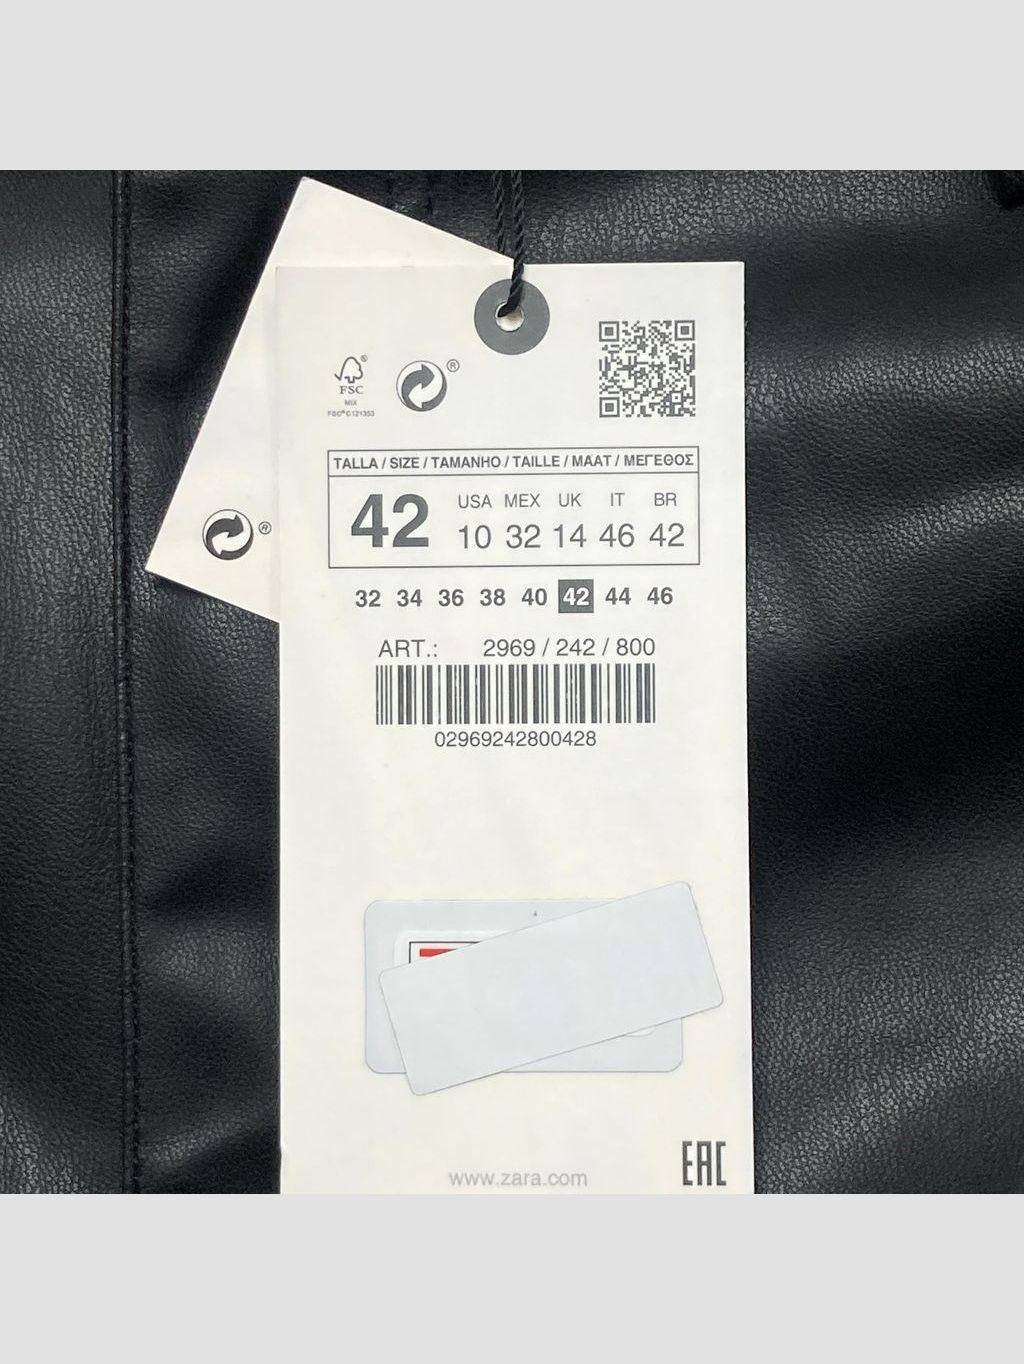 FSC®
MIX
FSC® C121353
®
TALLA / SIZE / TAMANHO / TAILLE / MAAT / ΜΕΓΕΘΟΣ
42
USA MEX UK IT BR
10 32 14 46 42
32 34 36 38 40 42 44 46
®
ART.: 2969 / 242 / 800
02969242800428
www.zara.com
EAC